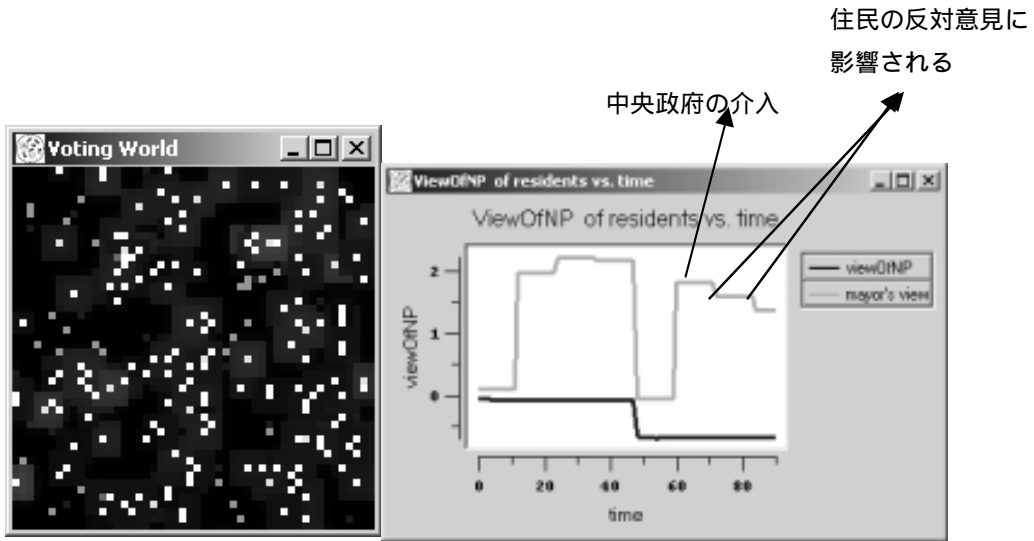 住民の反対意見に
影響される
中央政府の介入
Voting World
ViewOfNP of residents vs. time
ViewOfNP of residents vs. time
viewOfNP
2
1
0
viewOfNP
mayor's view
0 20 40 60 80
time